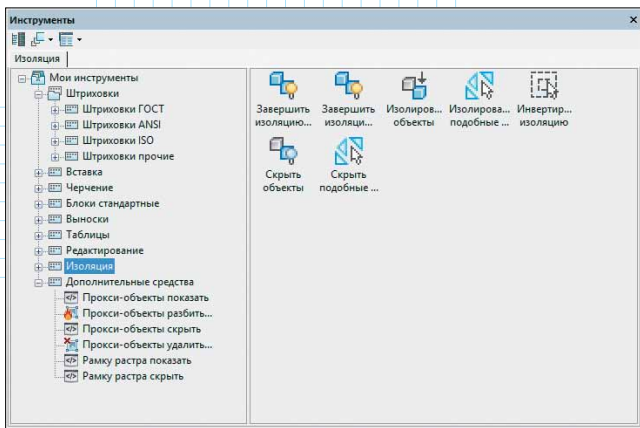 Инструменты
Изоляция
Мои инструменты
Штриховки
Штриховки ГОСТ
Штриховки ANSI
Штриховки ISO
Штриховки прочие
Вставка
Черчение
Блоки стандартные
Выноски
Таблицы
Редактирование
Изоляция
Дополнительные средства
Прокси-объекты показать
Прокси-объекты разбить...
Прокси-объекты скрыть
Прокси-объекты удалить...
Рамку растра показать
Рамку растра скрыть
Завершить Завершить Изолиров... Изолирова... Инвертир...
изоляцию... изоляци... объекты подобные ... изоляцию
Скрыть Скрыть
объекты подобные ...